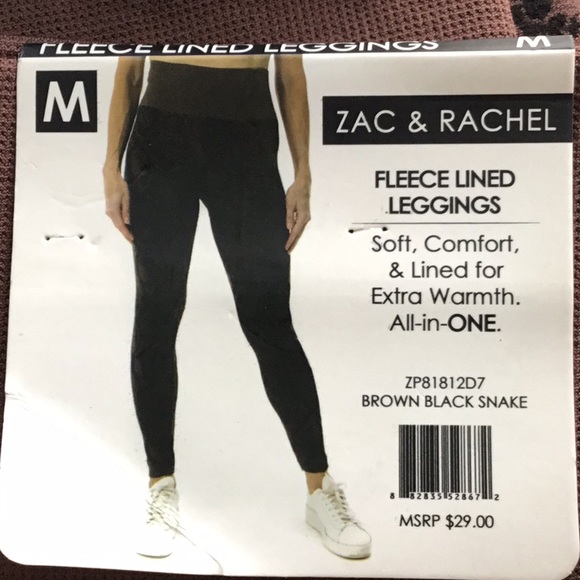 FLEECE LINED LEGGINGS M
M
ZAC & RACHEL
FLEECE LINED
LEGGINGS
Soft, Comfort,
& Lined for
Extra Warmth.
All-in-ONE.
ZP81812D7
BROWN BLACK SNAKE
8 82835 52867 2
MSRP $29.00